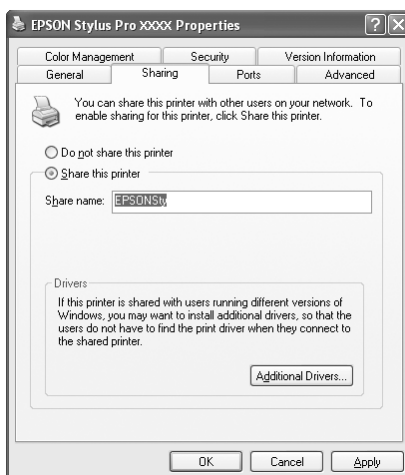 EPSON Stylus Pro XXXX Properties
Color Management Security Version Information
General Sharing Ports Advanced
You can share this printer with other users on your network. To
enable sharing for this printer, click Share this printer.
Do not share this printer
Share this printer
Share name: EPSONSty
Drivers
If this printer is shared with users running different versions of
Windows, you may want to install additional drivers, so that the
users do not have to find the print driver when they connect to
the shared printer.
Additional Drivers...
OK Cancel Apply